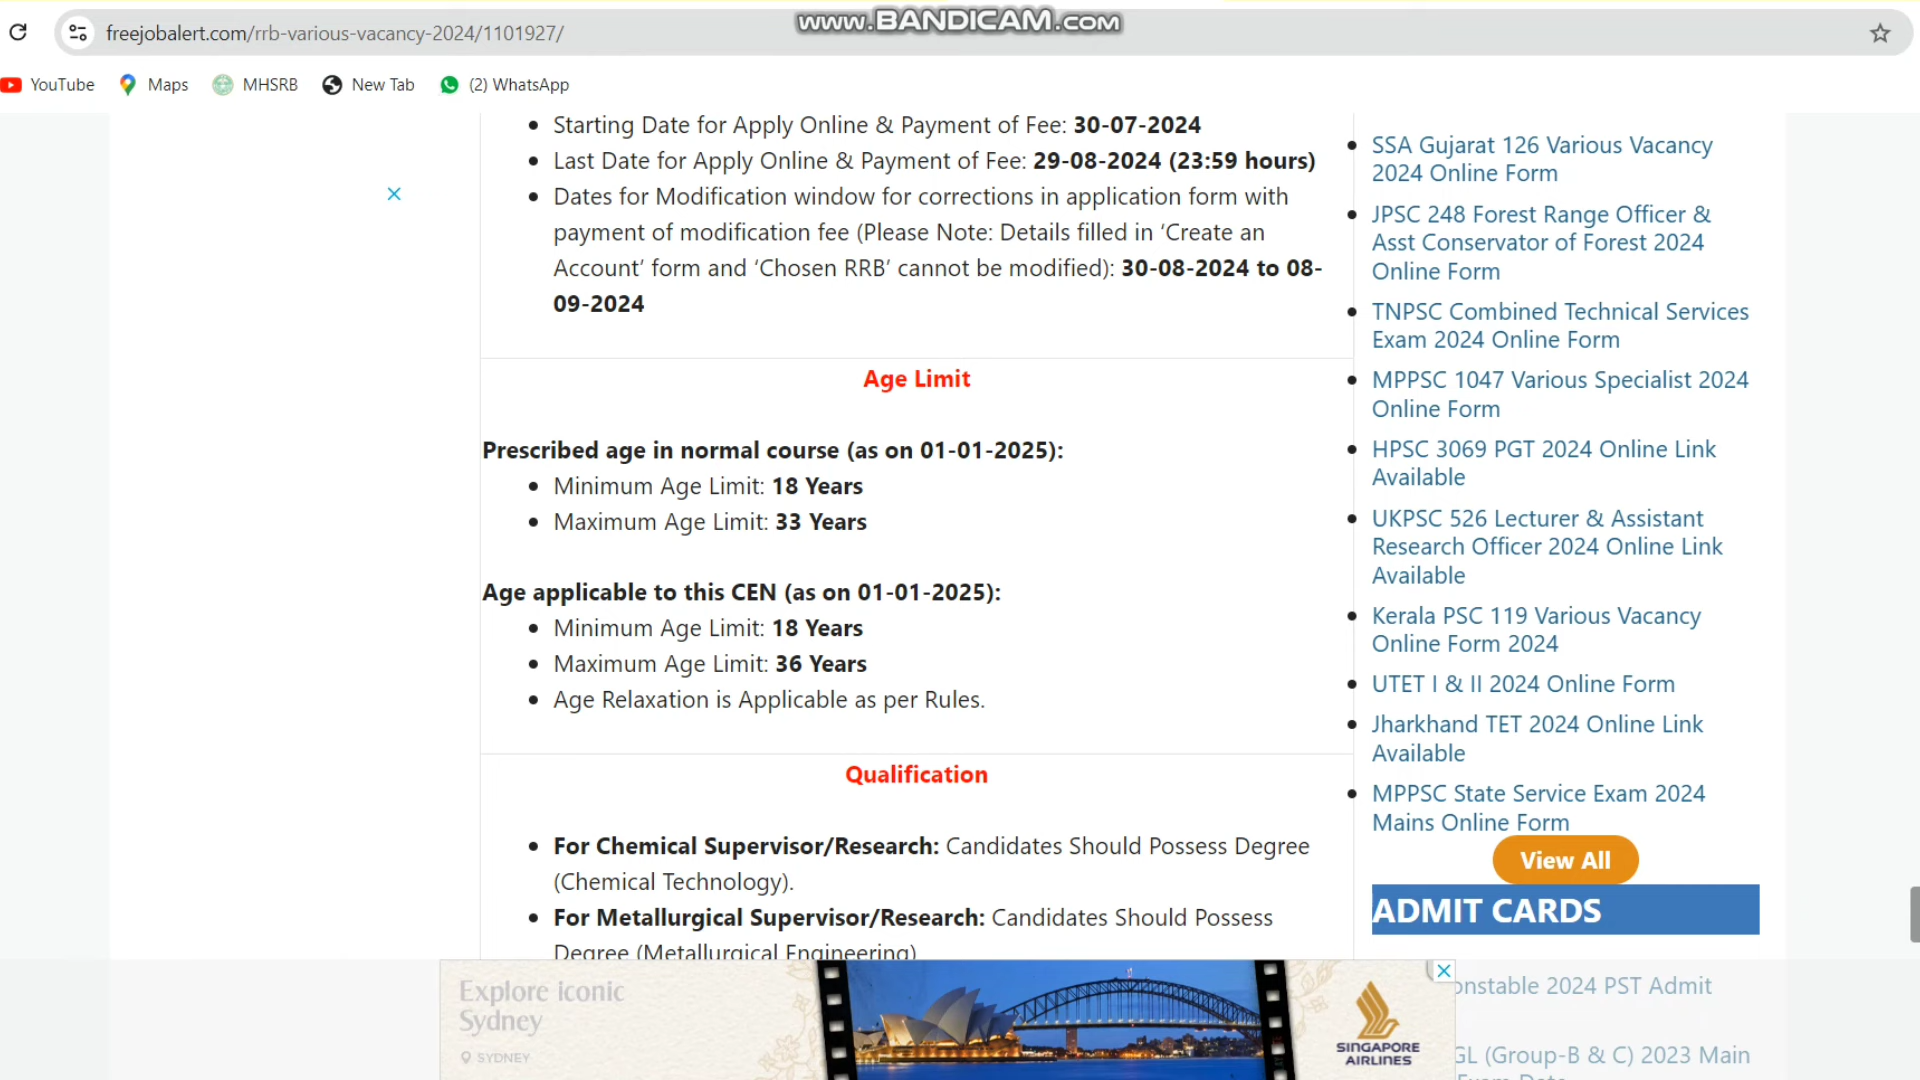 www.BANDICAM.com
freejobalert.com/rrb-various-vacancy-2024/1101927/
YouTube
Maps
MHSRB
New Tab
(2) WhatsApp
Starting Date for Apply Online & Payment of Fee: 30-07-2024
Last Date for Apply Online & Payment of Fee: 29-08-2024 (23:59 hours)
Dates for Modification window for corrections in application form with
payment of modification fee (Please Note: Details filled in ‘Create an
Account’ form and ‘Chosen RRB’ cannot be modified): 30-08-2024 to 08-
09-2024
Age Limit
Prescribed age in normal course (as on 01-01-2025):
Minimum Age Limit: 18 Years
Maximum Age Limit: 33 Years
Age applicable to this CEN (as on 01-01-2025):
Minimum Age Limit: 18 Years
Maximum Age Limit: 36 Years
Age Relaxation is Applicable as per Rules.
Qualification
For Chemical Supervisor/Research: Candidates Should Possess Degree
(Chemical Technology).
For Metallurgical Supervisor/Research: Candidates Should Possess
Degree (Metallurgical Engineering)
SSA Gujarat 126 Various Vacancy
2024 Online Form
JPSC 248 Forest Range Officer &
Asst Conservator of Forest 2024
Online Form
TNPSC Combined Technical Services
Exam 2024 Online Form
MPPSC 1047 Various Specialist 2024
Online Form
HPSC 3069 PGT 2024 Online Link
Available
UKPSC 526 Lecturer & Assistant
Research Officer 2024 Online Link
Available
Kerala PSC 119 Various Vacancy
Online Form 2024
UTET I & II 2024 Online Form
Jharkhand TET 2024 Online Link
Available
MPPSC State Service Exam 2024
Mains Online Form
View All
ADMIT CARDS
onstable 2024 PST Admit
GL (Group-B & C) 2023 Main
Explore iconic
Sydney
SYDNEY
SINGAPORE
AIRLINES